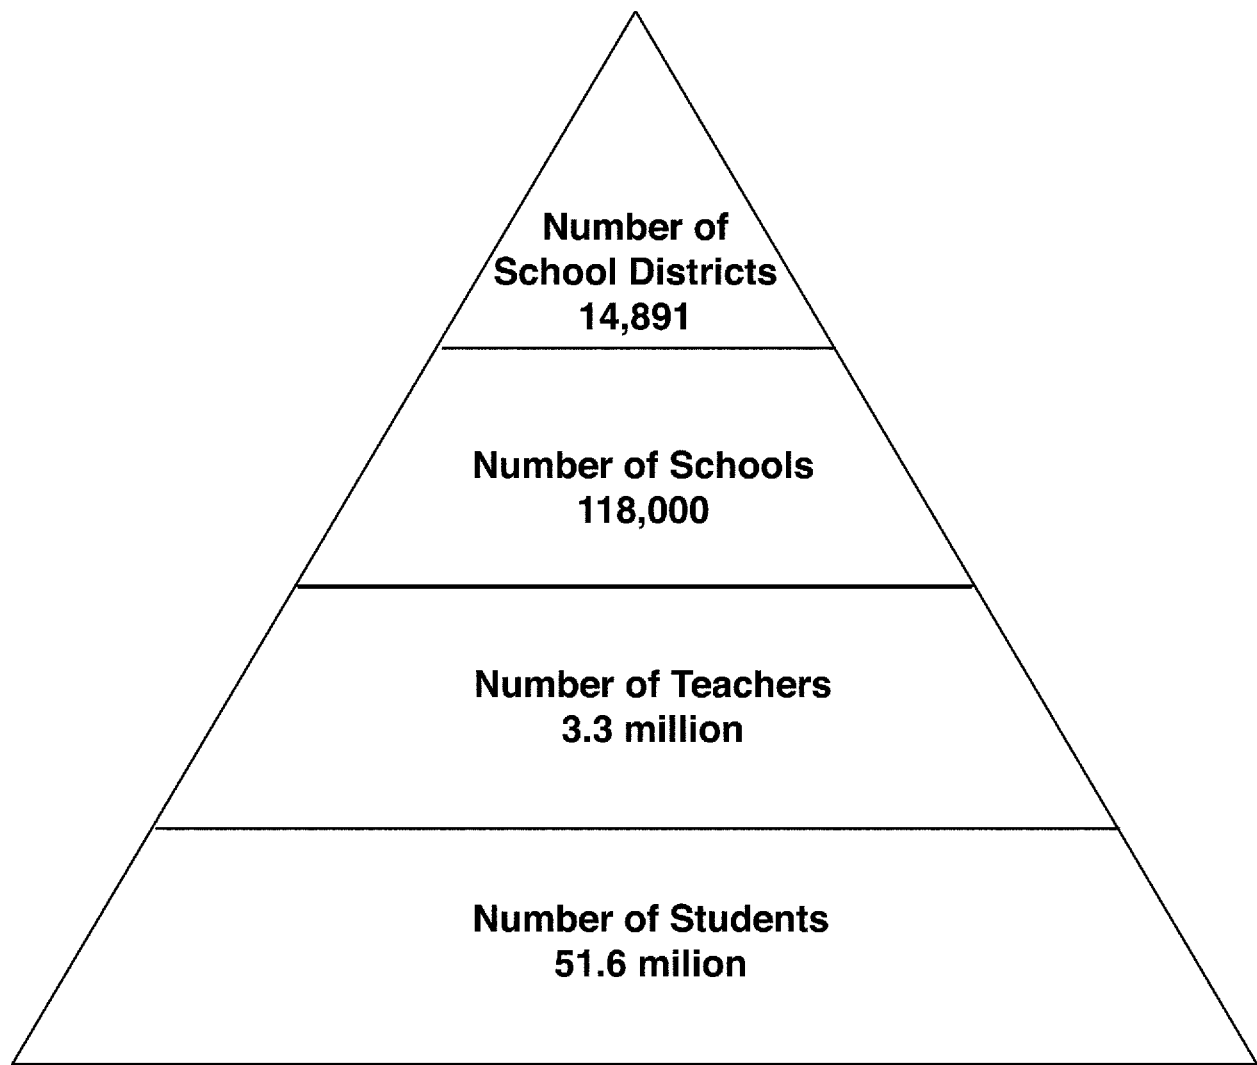 Number of
School Districts
14,891
Number of Schools
118,000
Number of Teachers
3.3 million
Number of Students
51.6 milion